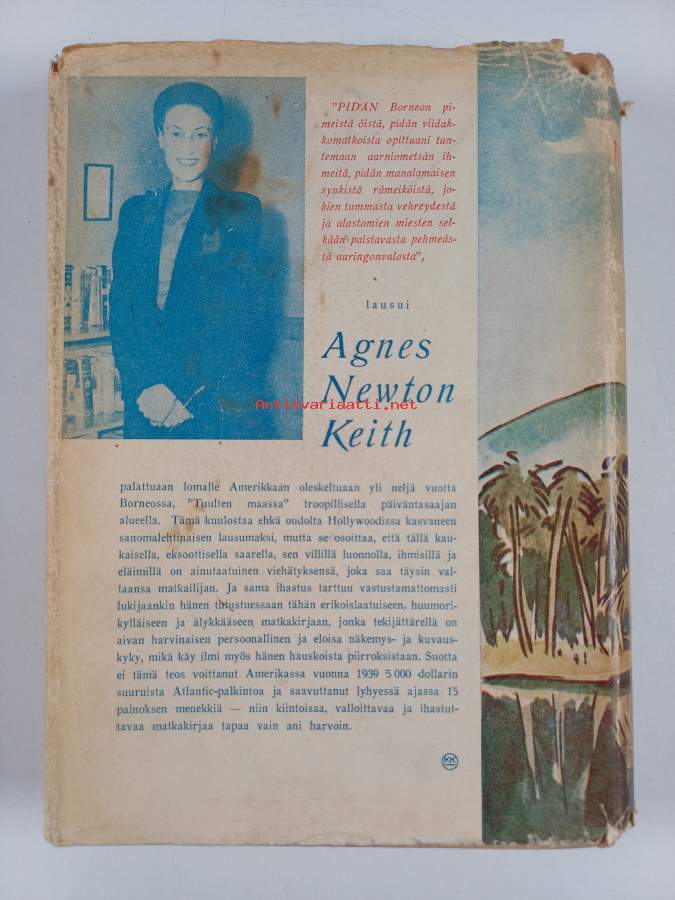 "PIDÄN Borneon pi-
meistä öistä, pidän viidak-
komatkoista opittuani tun-
temaan aarniometsän ih-
meitä, pidän manalamaisen
synkistä rämeiköistä, jo-
kien tummasta vehreydestä
ja alastomien miesten sel-
kään paistavasta pehmeäs-
tä auringonvalosta",
lausui
Agnes
Newton
Keith
Antikvariaatti.net
palattuaan lomalle Amerikkaan oleskeltuaan yli neljä vuotta
Borneossa, "Tuulten maassa" troopillisella päiväntasaajan
alueella. Tämä kuulostaa ehkä oudolta Hollywoodissa kasvaneen
sanomalehtinaisen lausumaksi, mutta se osoittaa, että tällä kau-
kaisella, eksoottisella saarella, sen villillä luonnolla, ihmisillä ja
eläimillä on ainutaatuinen viehätyksensä, joka saa täysin val-
taansa matkailijan. Ja sama ihastus tarttuu vastustamattomasti
lukijaankin hänen tutustuessaan tähän erikoislaatuiseen, huumori-
kylläiseen ja älykkääseen matkakirjaan, jonka tekijättärellä on
aivan harvinaisen persoonallinen ja eloisa näkemys- ja kuvaus-
kyky, mikä käy ilmi myös hänen hauskoista piirroksistaan. Suotta
ei tämä teos voittanut Amerikassa vuonna 1939 5 000 dollarin
suuruista Atlantic-palkintoa ja saavuttanut lyhyessä ajassa 15
painoksen menekkiä — niin kiintoisaa, valloittavaa ja ihastut-
tavaa matkakirjaa tapaa vain ani harvoin.
KK